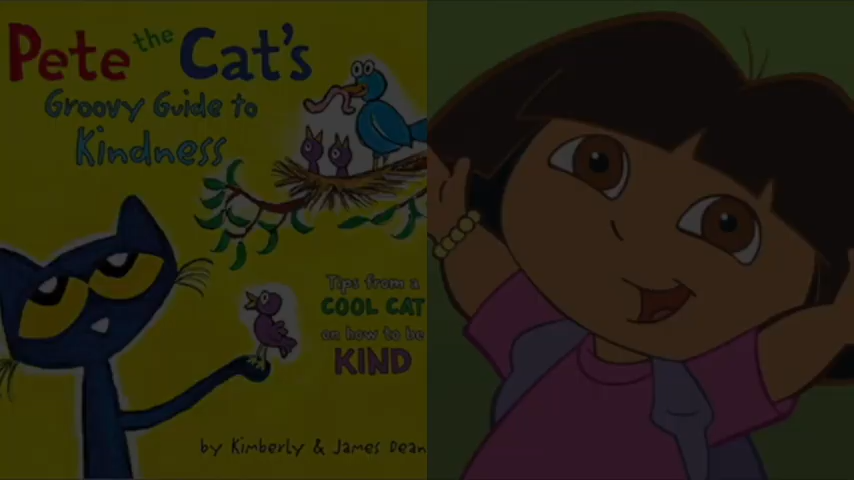 Pete the Cat's
Groovy Guide to
Kindness
Tips from a
COOL CAT
on how to be
KIND
by Kimberly & James Dean